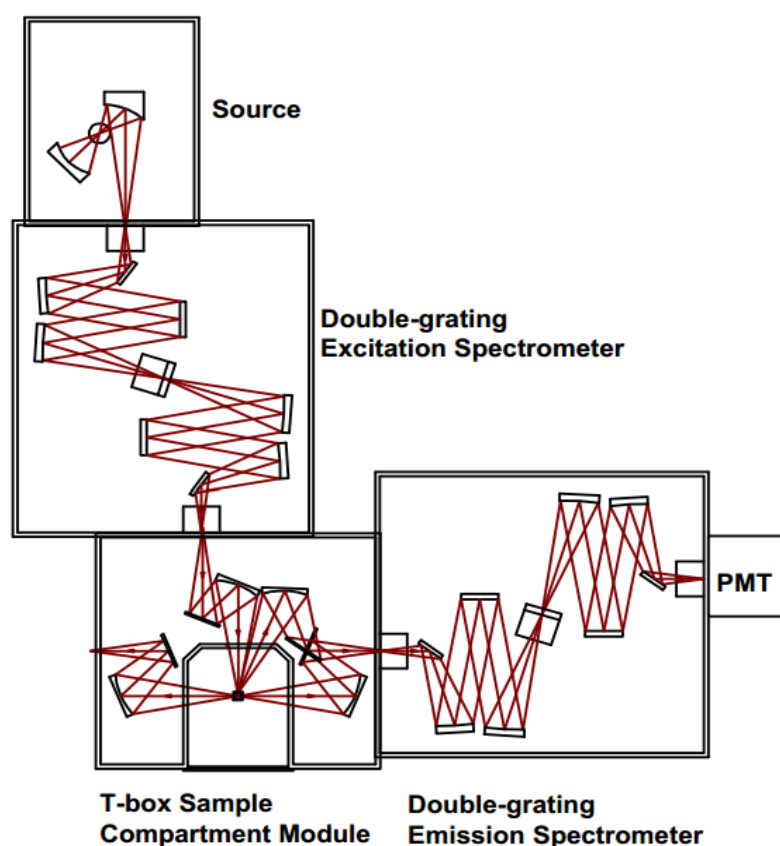 Source
Double-grating
Excitation Spectrometer
PMT
T-box Sample
Compartment Module
Double-grating
Emission Spectrometer